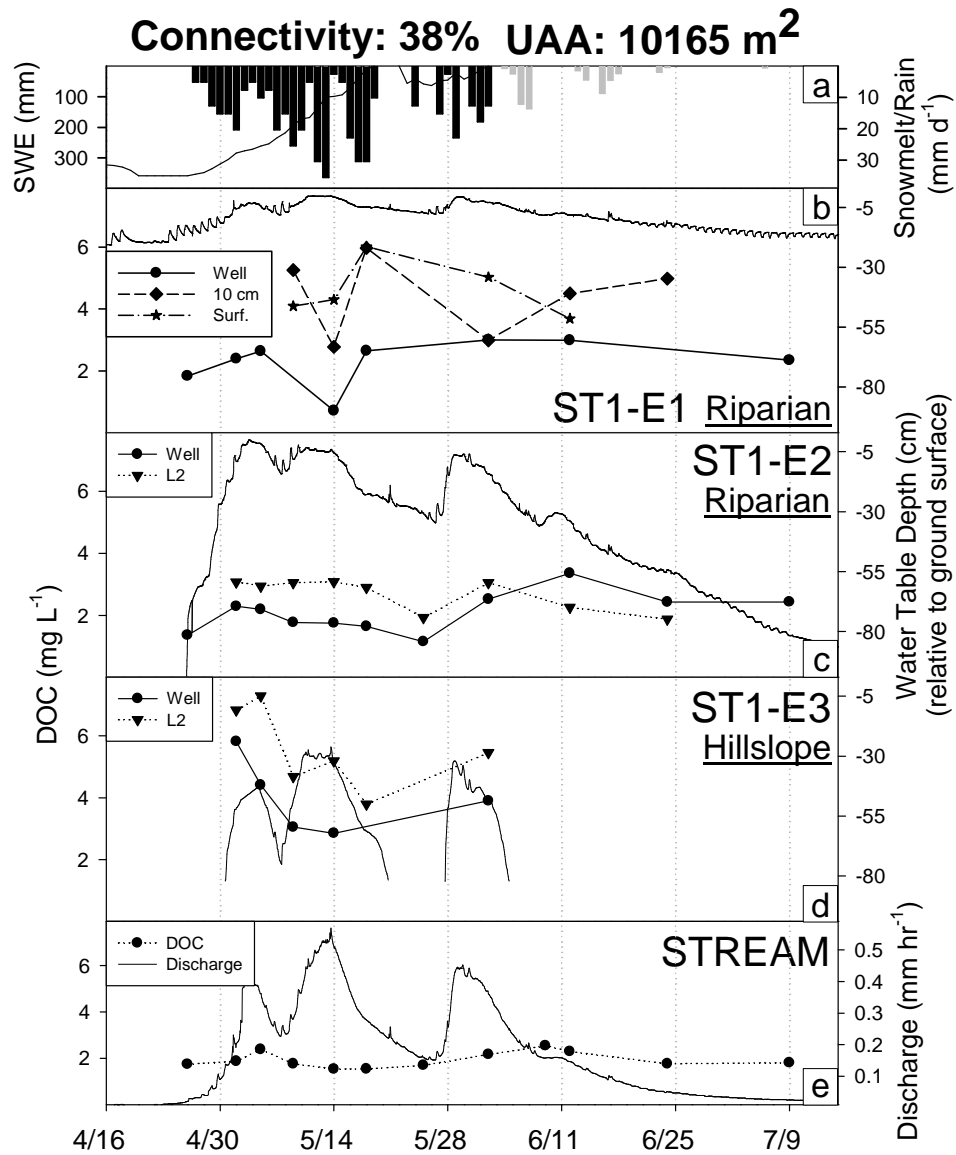 Connectivity: 38% UAA: 10165 m²
a
SWE (mm)
100
200
300
10
20
30
Snowmelt/Rain
(mm d⁻¹)
b
6
4
2
-5
-30
-55
-80
Well
10 cm
Surf.
ST1-E1 Riparian
Well
L2
ST1-E2
Riparian
6
4
2
-5
-30
-55
-80
c
DOC (mg L⁻¹)
Water Table Depth (cm)
(relative to ground surface)
Well
L2
ST1-E3
Hillslope
6
4
2
-5
-30
-55
-80
d
DOC
Discharge
STREAM
6
4
2
0.5
0.4
0.3
0.2
0.1
Discharge (mm hr⁻¹)
e
4/16 4/30 5/14 5/28 6/11 6/25 7/9